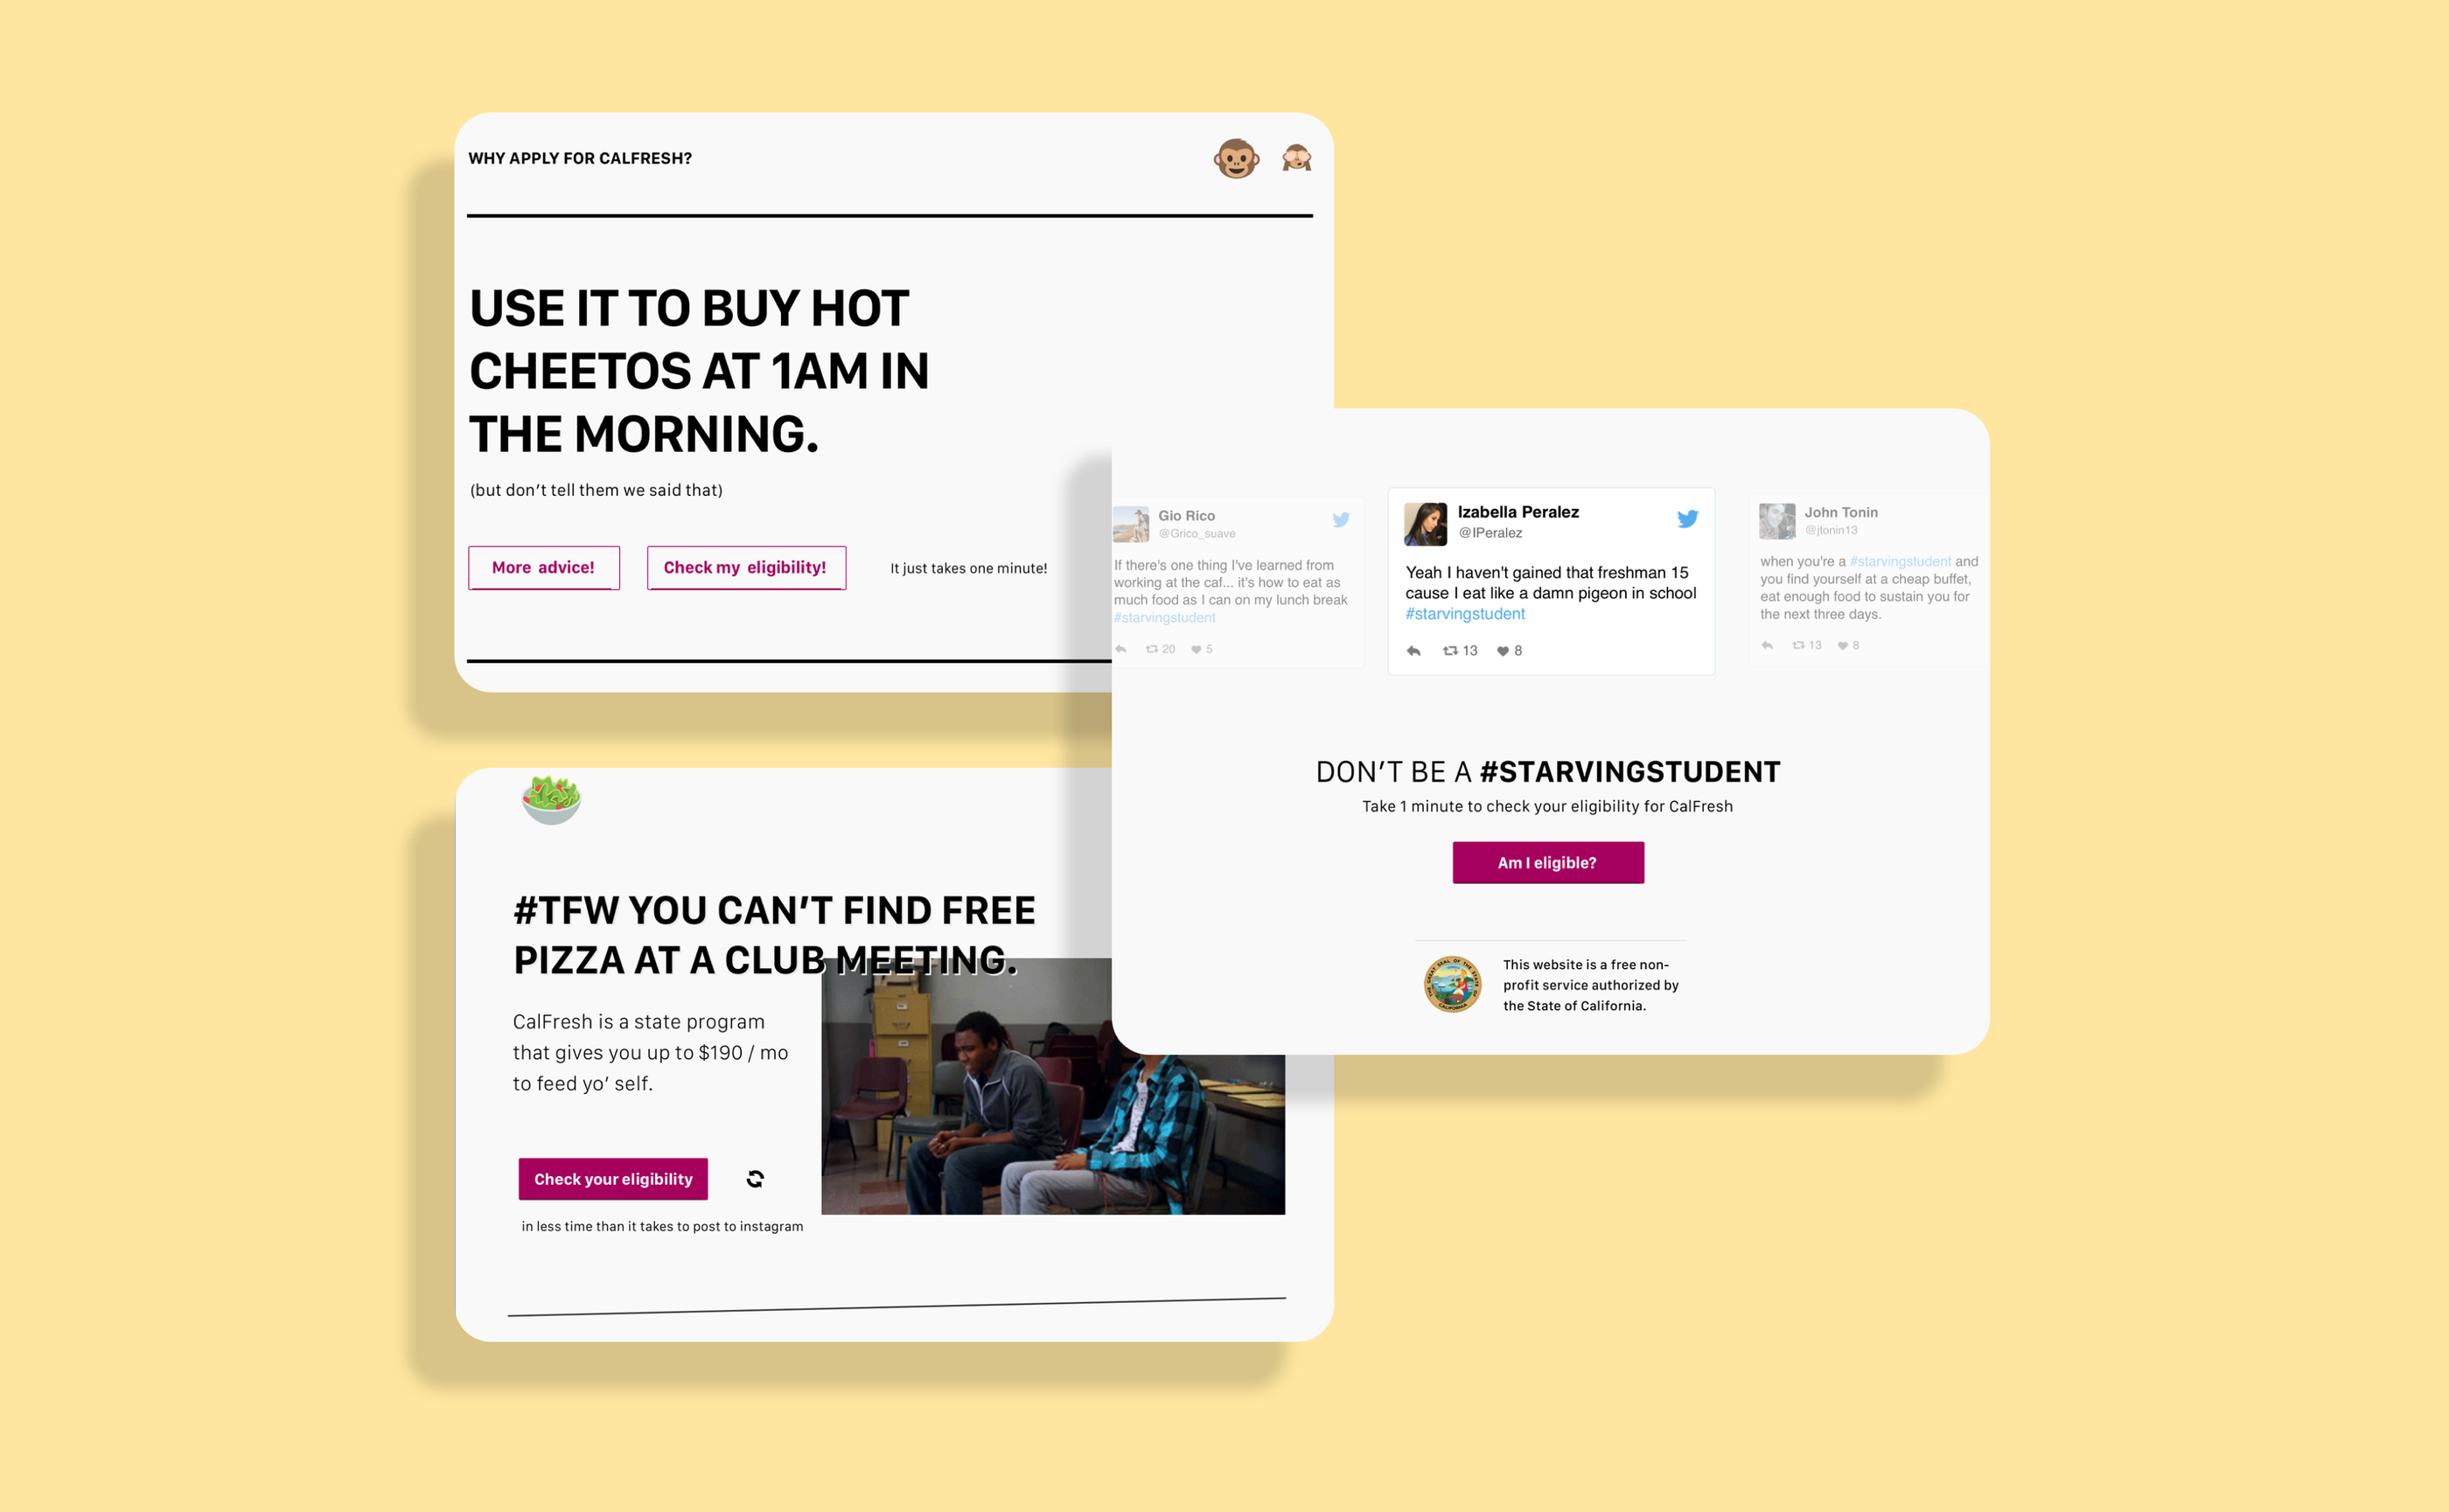 WHY APPLY FOR CALFRESH?
USE IT TO BUY HOT
CHEETOS AT 1AM IN
THE MORNING.
(but don't tell them we said that)
More advice!
Check my eligibility!
It just takes one minute!
Gio Rico
@Grico_suave
If there's one thing I've learned from
working at the caf... it's how to eat as
much food as I can on my lunch break
#starvingstudent
20 5
Izabella Peralez
@IPeralez
Yeah I haven't gained that freshman 15
cause I eat like a damn pigeon in school
#starvingstudent
13 8
John Tonin
@jtonin13
when you're a #starvingstudent and
you find yourself at a cheap buffet,
eat enough food to sustain you for
the next three days.
13 8
DON'T BE A #STARVINGSTUDENT
Take 1 minute to check your eligibility for CalFresh
Am I eligible?
This website is a free non-
profit service authorized by
the State of California.
#TFW YOU CAN'T FIND FREE
PIZZA AT A CLUB MEETING.
CalFresh is a state program
that gives you up to $190 / mo
to feed yo' self.
Check your eligibility
in less time than it takes to post to instagram